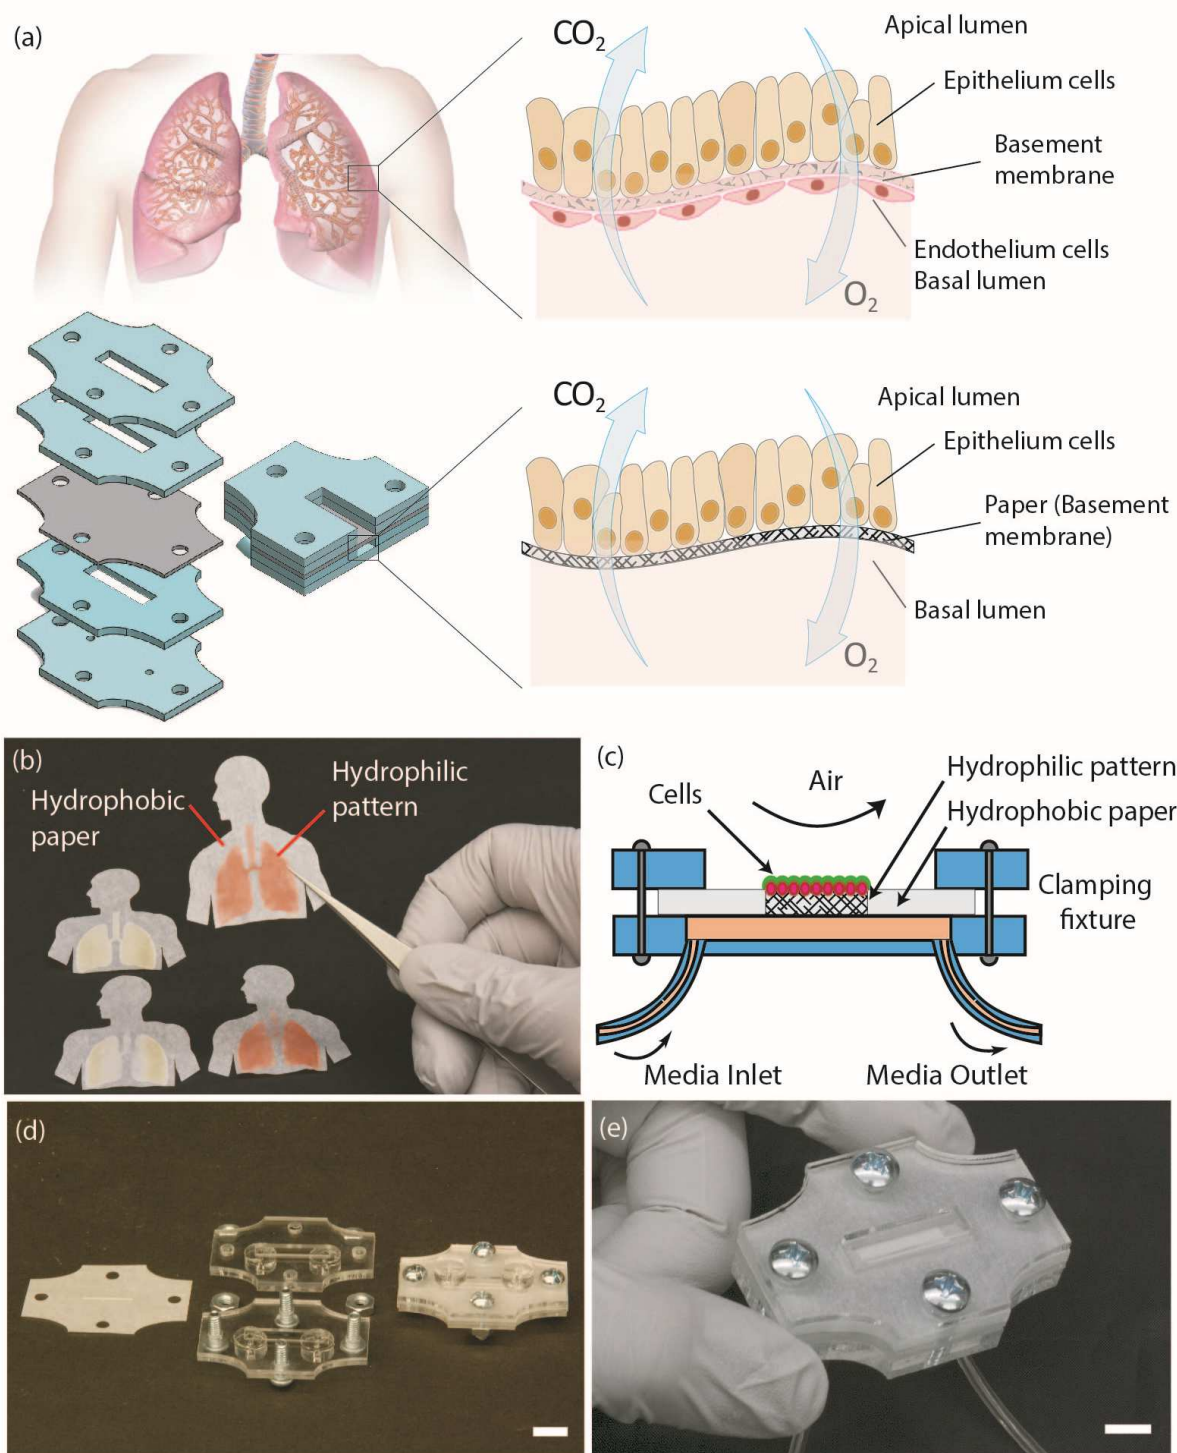 (a)
CO₂
Apical lumen
Epithelium cells
Basement
membrane
Endothelium cells
Basal lumen
O₂
CO₂
Apical lumen
Epithelium cells
Paper (Basement
membrane)
Basal lumen
O₂
(b)
Hydrophobic
paper
Hydrophilic
pattern
(c)
Cells
Air
Hydrophilic pattern
Hydrophobic paper
Clamping
fixture
Media Inlet
Media Outlet
(d)
(e)